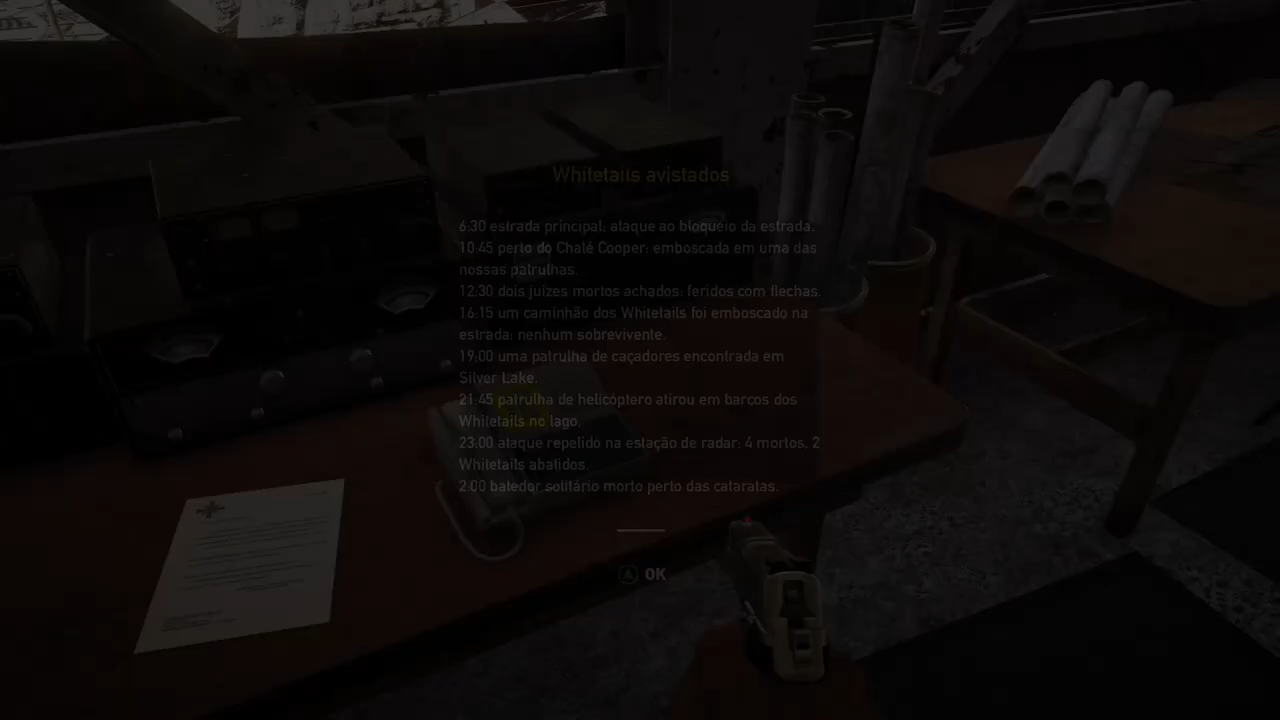 Whitetails avistados
6:30 estrada principal: ataque ao bloqueio da estrada.
10:45 perto do Chalé Cooper: emboscada em uma das
nossas patrulhas.
12:30 dois juízes mortos achados: feridos com flechas.
16:15 um caminhão dos Whitetails foi emboscado na
estrada: nenhum sobrevivente.
19:00 uma patrulha de caçadores encontrada em
Silver Lake.
21:45 patrulha de helicóptero atirou em barcos dos
Whitetails no lago.
23:00 ataque repelido na estação de radar: 4 mortos, 2
Whitetails abatidos.
2:00 batedor solitário morto perto das cataratas.
A OK